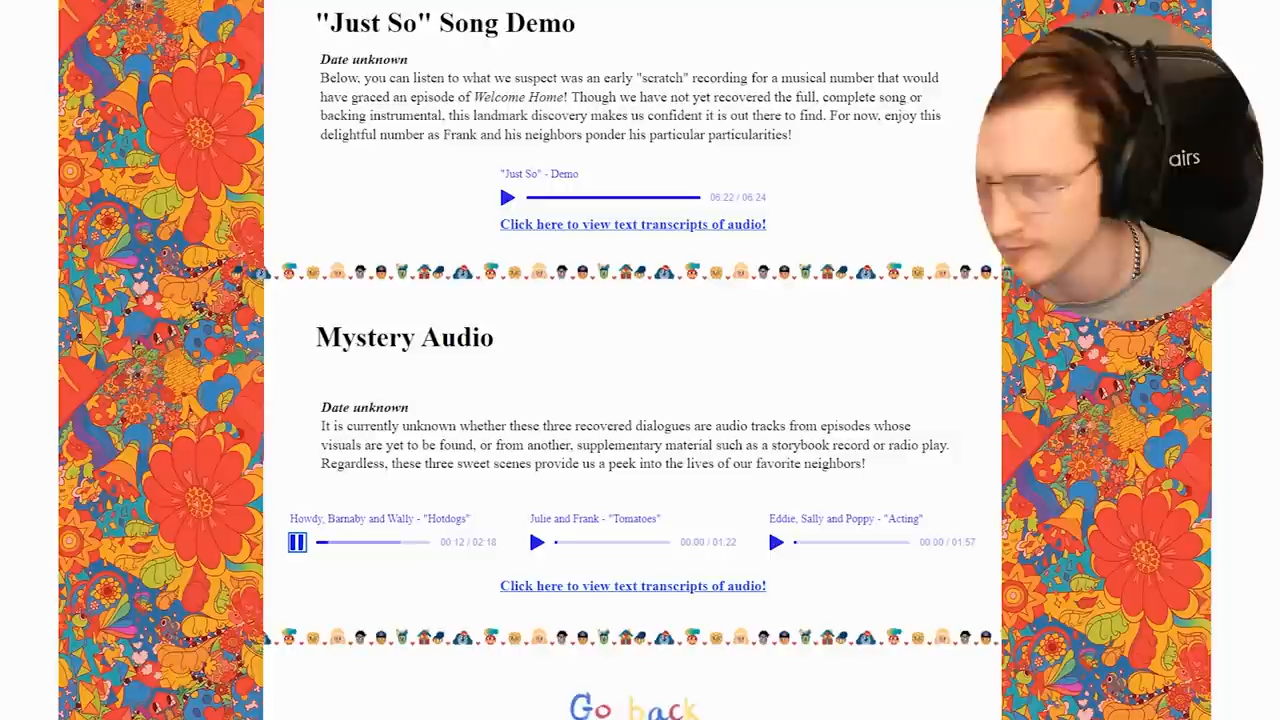 "Just So" Song Demo
Date unknown
Below, you can listen to what we suspect was an early "scratch" recording for a musical number that would
have graced an episode of Welcome Home! Though we have not yet recovered the full, complete song or
backing instrumental, this landmark discovery makes us confident it is out there to find. For now, enjoy this
delightful number as Frank and his neighbors ponder his particular particularities!
"Just So" - Demo
06:22 / 06:24
Click here to view text transcripts of audio!
airs
Mystery Audio
Date unknown
It is currently unknown whether these three recovered dialogues are audio tracks from episodes whose
visuals are yet to be found, or from another, supplementary material such as a storybook record or radio play.
Regardless, these three sweet scenes provide us a peek into the lives of our favorite neighbors!
Howdy, Barnaby and Wally - "Hotdogs"
00:12 / 02:18
Julie and Frank - "Tomatoes"
00:00 / 01:22
Eddie, Sally and Poppy - "Acting"
00:00 / 01:57
Click here to view text transcripts of audio!
Go back